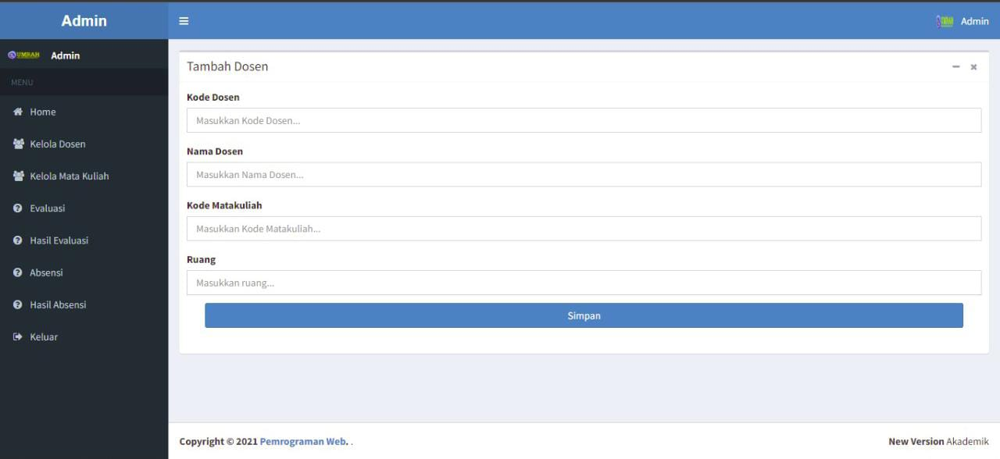 Admin
Admin
UMRAH Admin
MENU
Home
Kelola Dosen
Kelola Mata Kuliah
Evaluasi
Hasil Evaluasi
Absensi
Hasil Absensi
Keluar
Tambah Dosen
Kode Dosen
Masukkan Kode Dosen...
Nama Dosen
Masukkan Nama Dosen...
Kode Matakuliah
Masukkan Kode Matakuliah...
Ruang
Masukkan ruang...
Simpan
Copyright © 2021 Pemrograman Web. .
New Version Akademik